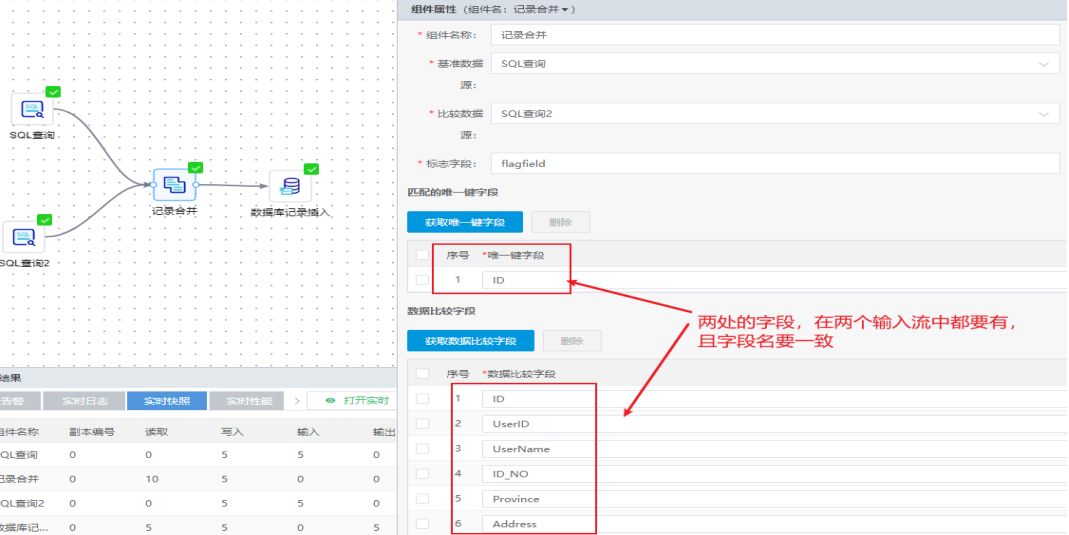 组件属性（组件名：记录合并）
* 组件名称： 记录合并
* 基准数据源： SQL查询
* 比较数据源： SQL查询2
* 标志字段： flagfield
匹配的唯一键字段
获取唯一键字段 删除
序号 *唯一键字段
1 ID
数据比较字段
获取数据比较字段 删除
序号 *数据比较字段
1 ID
2 UserID
3 UserName
4 ID_NO
5 Province
6 Address
两处的字段，在两个输入流中都要有，
且字段名要一致
SQL查询
记录合并
数据库记录插入
SQL查询2
结果
告警 实时日志 实时快照 实时性能 > 打开实时
组件名称 副本编号 读取 写入 输入 输出
SQL查询 0 0 5 5 0
记录合并 0 10 5 0 0
SQL查询2 0 0 5 5 0
数据库记... 0 5 5 0 5